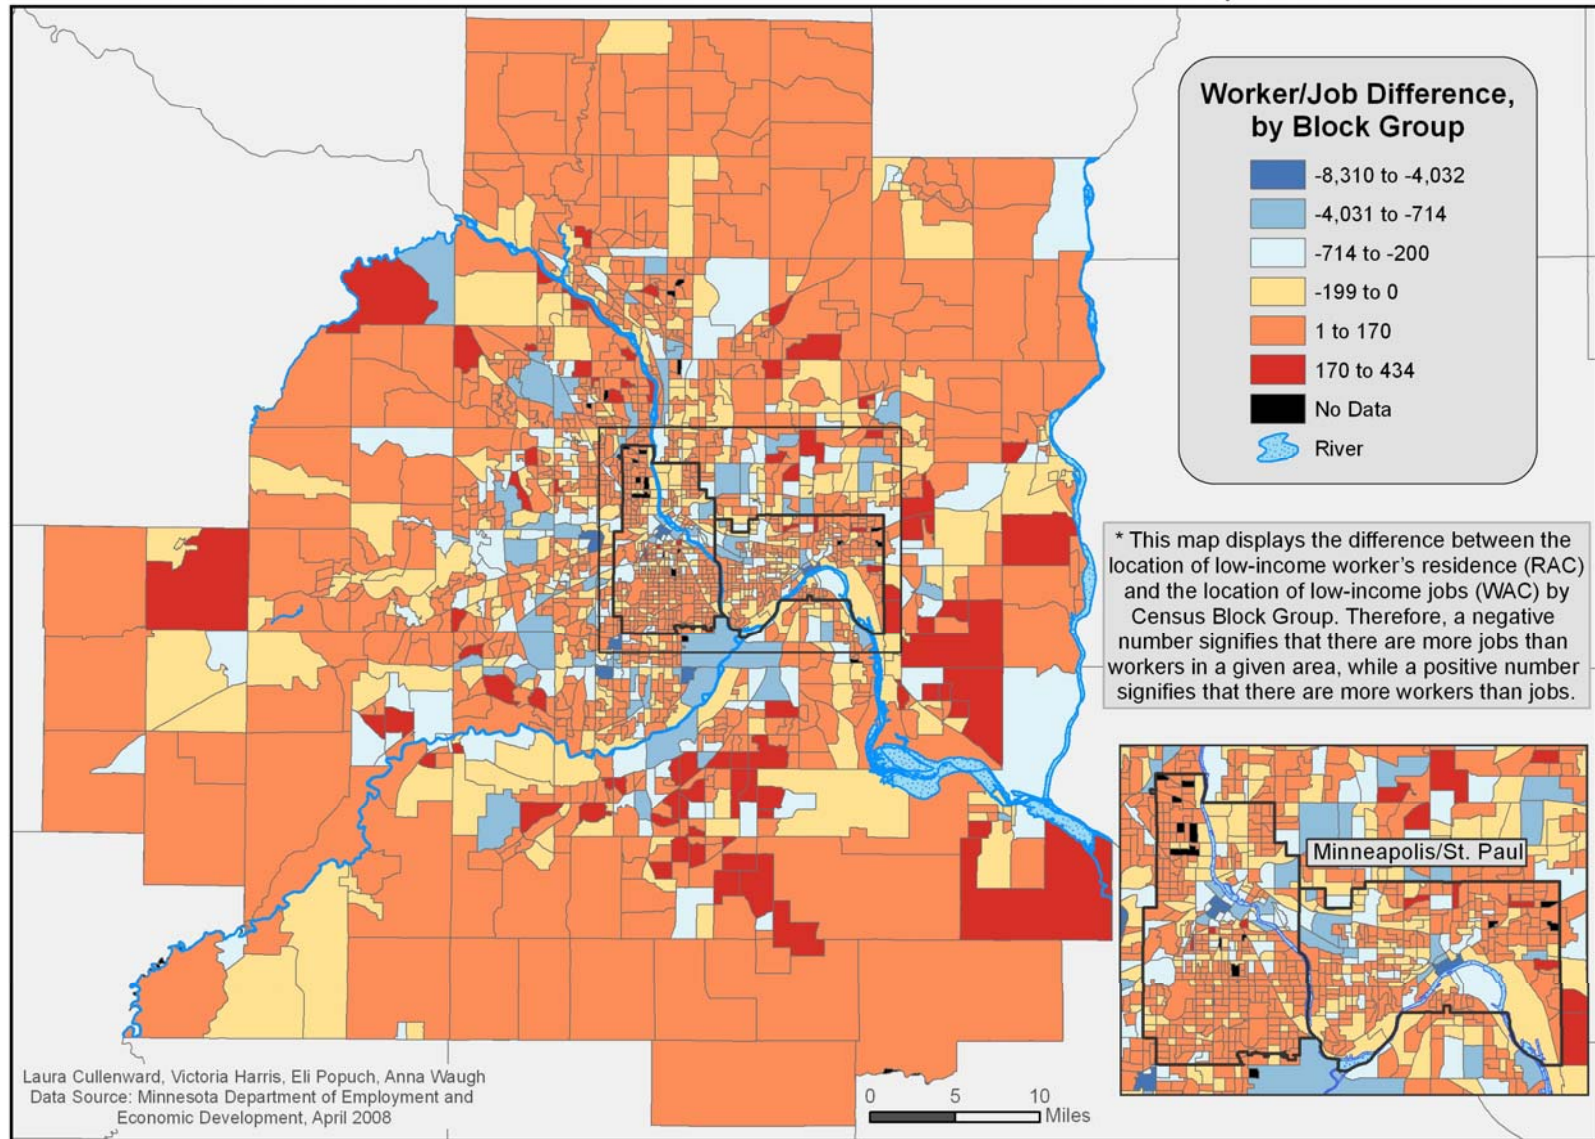 Worker/Job Difference,
by Block Group
-8,310 to -4,032
-4,031 to -714
-714 to -200
-199 to 0
1 to 170
170 to 434
No Data
River
* This map displays the difference between the
location of low-income worker's residence (RAC)
and the location of low-income jobs (WAC) by
Census Block Group. Therefore, a negative
number signifies that there are more jobs than
workers in a given area, while a positive number
signifies that there are more workers than jobs.
Minneapolis/St. Paul
Laura Cullenward, Victoria Harris, Eli Popuch, Anna Waugh
Data Source: Minnesota Department of Employment and
Economic Development, April 2008
0 5 10
Miles